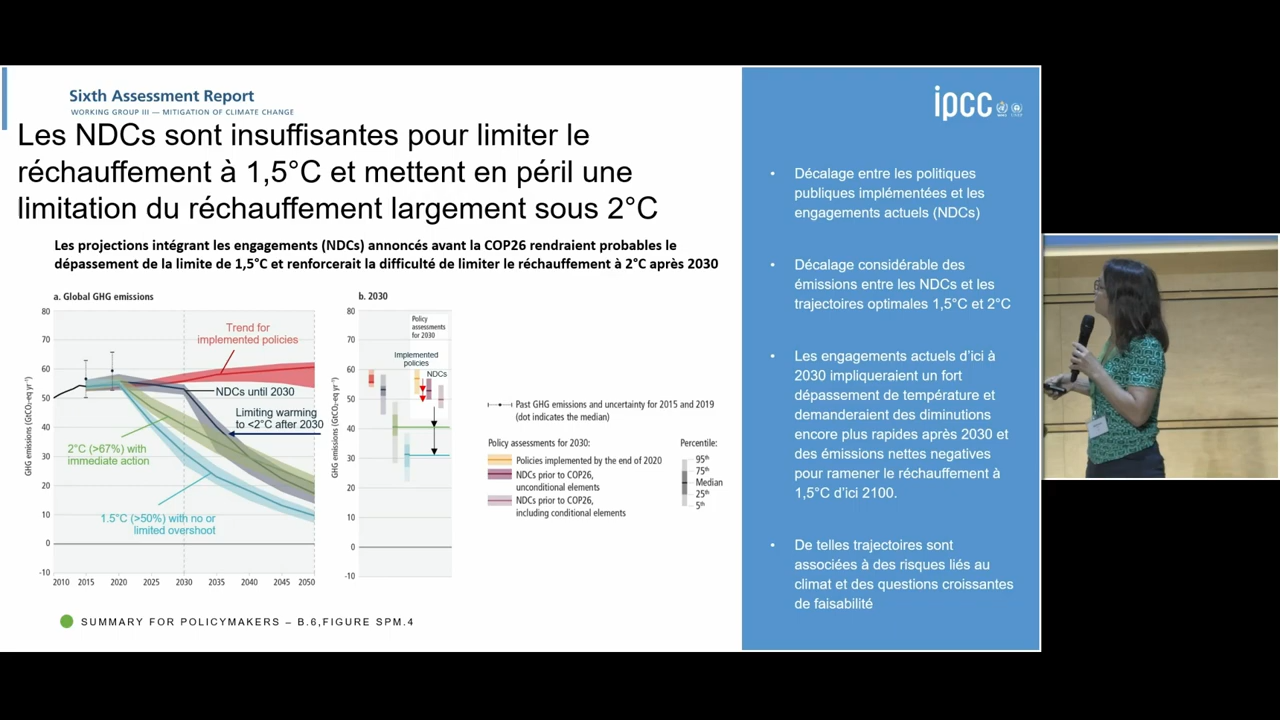 Sixth Assessment Report
WORKING GROUP III — MITIGATION OF CLIMATE CHANGE
ipcc
Les NDCs sont insuffisantes pour limiter le
réchauffement à 1,5°C et mettent en péril une
limitation du réchauffement largement sous 2°C
Les projections intégrant les engagements (NDCs) annoncés avant la COP26 rendraient probables le
dépassement de la limite de 1,5°C et renforcerait la difficulté de limiter le réchauffement à 2°C après 2030
a. Global GHG emissions
GHG emissions (GtCO₂-eq yr⁻¹)
80
70
60
50
40
30
20
10
0
-10
2010 2015 2020 2025 2030 2035 2040 2045 2050
Trend for
implemented policies
NDCs until 2030
Limiting warming
to <2°C after 2030
2°C (>67%) with
immediate action
1.5°C (>50%) with no or
limited overshoot
b. 2030
GHG emissions (GtCO₂-eq yr⁻¹)
80
70
60
50
40
30
20
10
0
-10
Policy
assessments
for 2030
Implemented
policies
NDCs
Past GHG emissions and uncertainty for 2015 and 2019
(dot indicates the median)
Policy assessments for 2030:
Policies implemented by the end of 2020
NDCs prior to COP26,
unconditional elements
NDCs prior to COP26,
including conditional elements
Percentile:
95th
75th
Median
25th
5th
SUMMARY FOR POLICYMAKERS – B.6,FIGURE SPM.4
• Décalage entre les politiques
publiques implémentées et les
engagements actuels (NDCs)
• Décalage considérable des
émissions entre les NDCs et les
trajectoires optimales 1,5°C et 2°C
• Les engagements actuels d'ici à
2030 impliqueraient un fort
dépassement de température et
demanderaient des diminutions
encore plus rapides après 2030 et
des émissions nettes negatives
pour ramener le réchauffement à
1,5°C d'ici 2100.
• De telles trajectoires sont
associées à des risques liés au
climat et des questions croissantes
de faisabilité